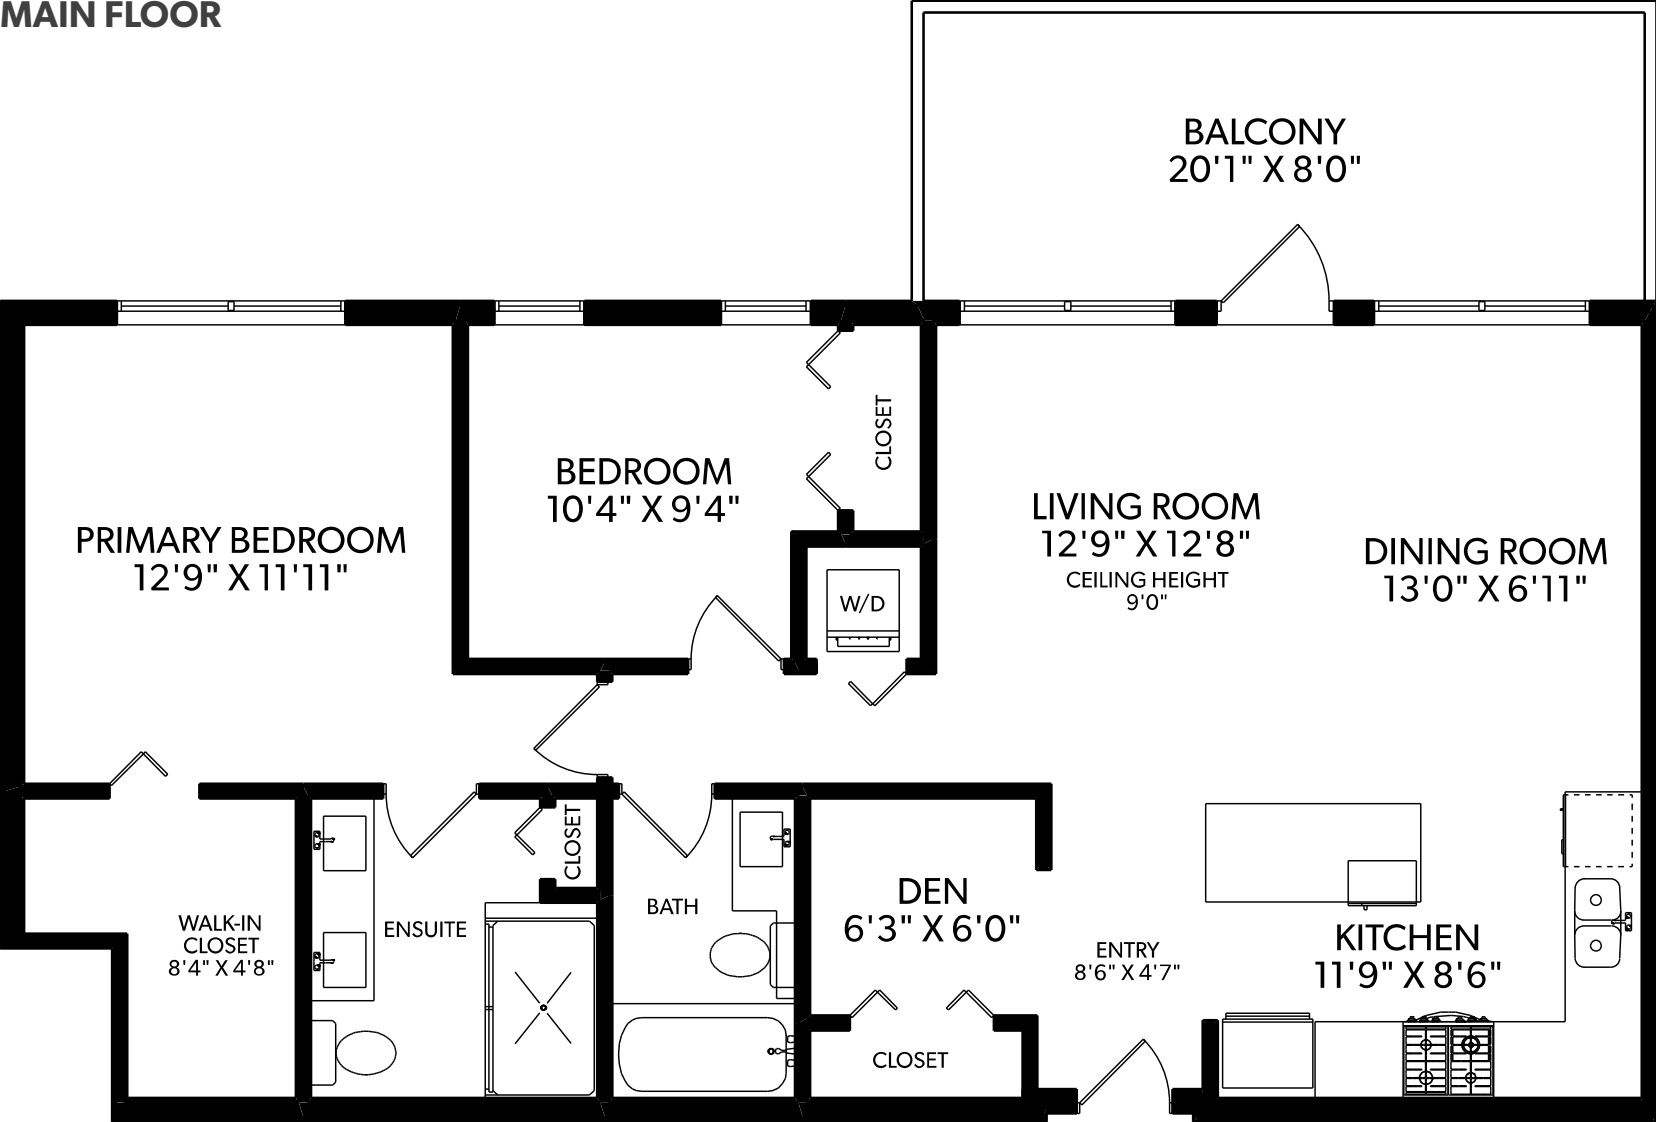 MAIN FLOOR
BALCONY
20'1" X 8'0"
CLOSET
BEDROOM
10'4" X 9'4"
PRIMARY BEDROOM
12'9" X 11'11"
LIVING ROOM
12'9" X 12'8"
CEILING HEIGHT
9'0"
DINING ROOM
13'0" X 6'11"
W/D
CLOSET
WALK-IN
CLOSET
8'4" X 4'8"
ENSUITE
BATH
DEN
6'3" X 6'0"
ENTRY
8'6" X 4'7"
KITCHEN
11'9" X 8'6"
CLOSET